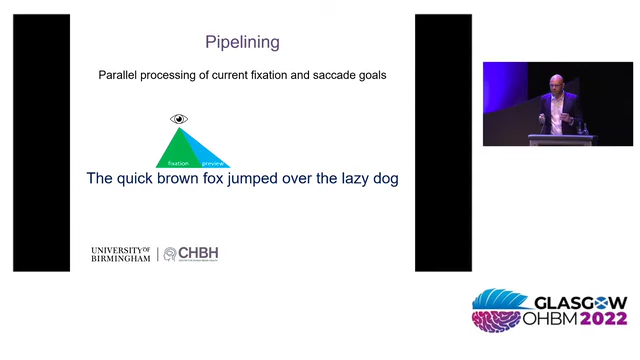 Pipelining
Parallel processing of current fixation and saccade goals
fixation preview
The quick brown fox jumped over the lazy dog
UNIVERSITY OF
BIRMINGHAM
CHBH
GLASGOW
OHBM 2022